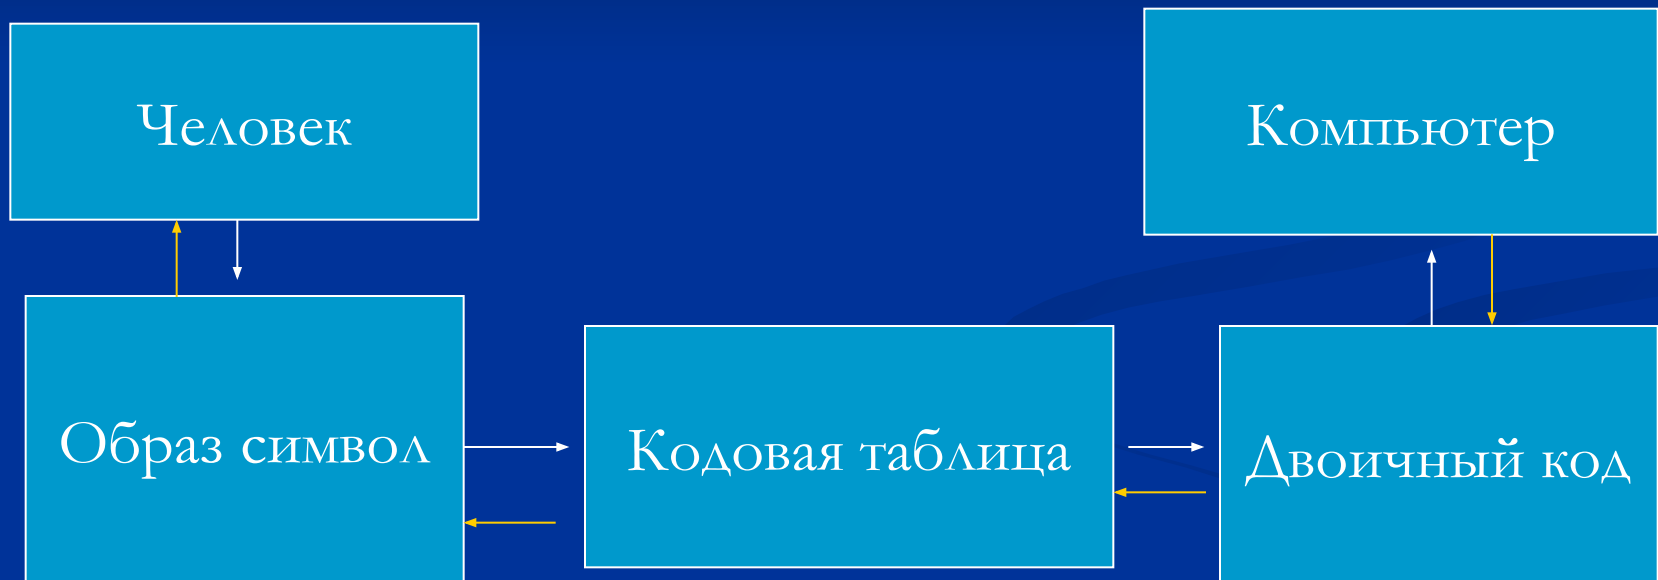 Человек
Компьютер
Образ символ
Кодовая таблица
Двоичный код